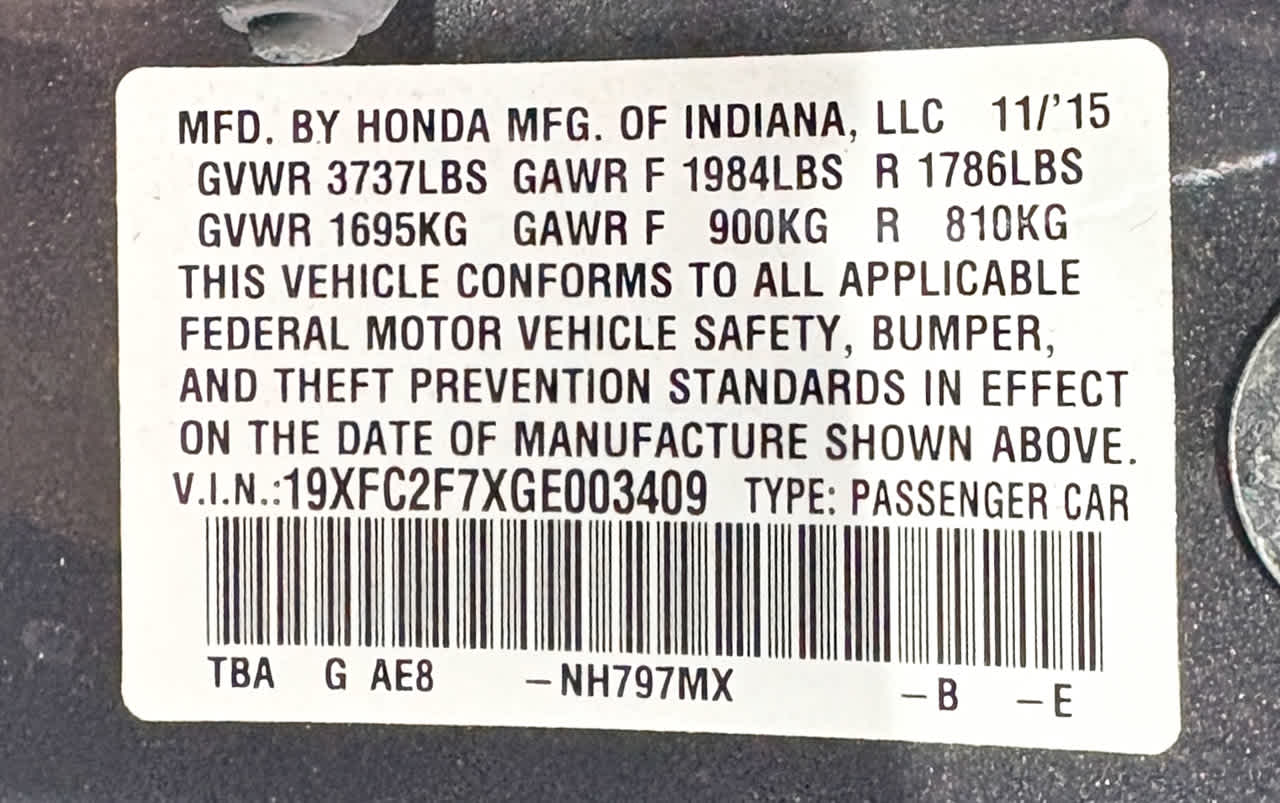 MFD. BY HONDA MFG. OF INDIANA, LLC 11/'15
GVWR 3737LBS GAWR F 1984LBS R 1786LBS
GVWR 1695KG GAWR F 900KG R 810KG
THIS VEHICLE CONFORMS TO ALL APPLICABLE
FEDERAL MOTOR VEHICLE SAFETY, BUMPER,
AND THEFT PREVENTION STANDARDS IN EFFECT
ON THE DATE OF MANUFACTURE SHOWN ABOVE.
V.I.N.:19XFC2F7XGE003409 TYPE: PASSENGER CAR
TBA G AE8 –NH797MX –B –E